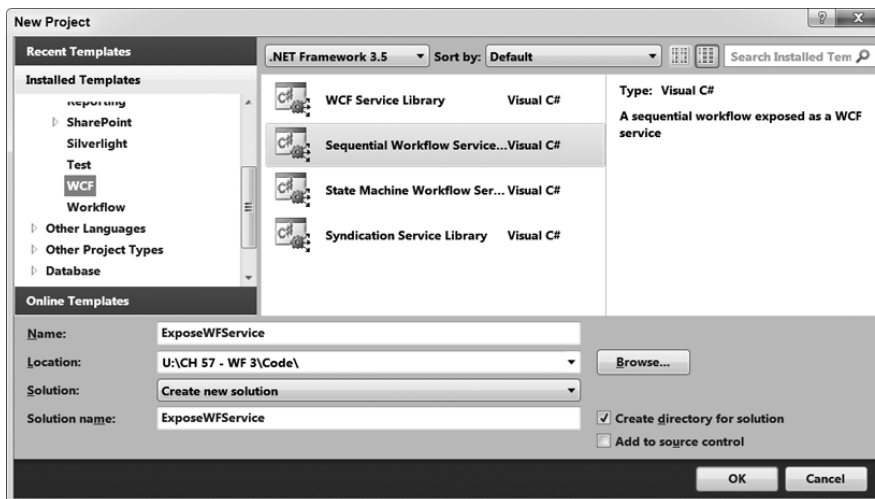 New Project
Recent Templates
Installed Templates
Reporting
SharePoint
Silverlight
Test
WCF
Workflow
Other Languages
Other Project Types
Database
Online Templates
.NET Framework 3.5
Sort by: Default
Search Installed Tem
WCF Service Library Visual C#
Sequential Workflow Service...Visual C#
State Machine Workflow Ser... Visual C#
Syndication Service Library Visual C#
Type: Visual C#
A sequential workflow exposed as a WCF
service
Name: ExposeWFService
Location: U:\CH 57 - WF 3\Code\
Browse...
Solution: Create new solution
Solution name: ExposeWFService
Create directory for solution
Add to source control
OK
Cancel